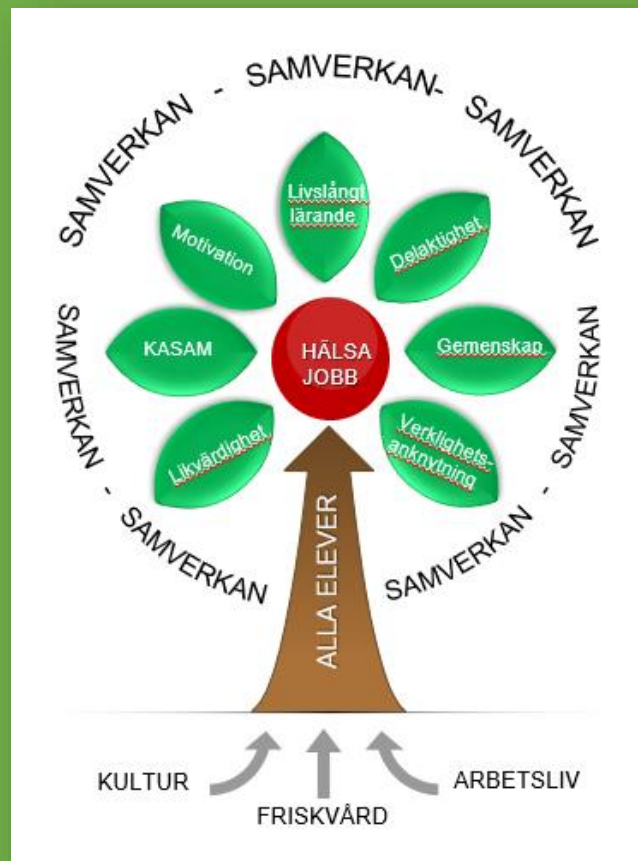 SAMVERKAN - SAMVERKAN - SAMVERKAN- SAMVERKAN
SAMVERKAN - SAMVERKAN - SAMVERKAN
Livslångt
lärande
Motivation
Delaktighet
KASAM
HÄLSA
JOBB
Gemenskap
Likvärdighet
Verklighets-
anknytning
ALLA ELEVER
KULTUR
FRISKVÅRD
ARBETSLIV